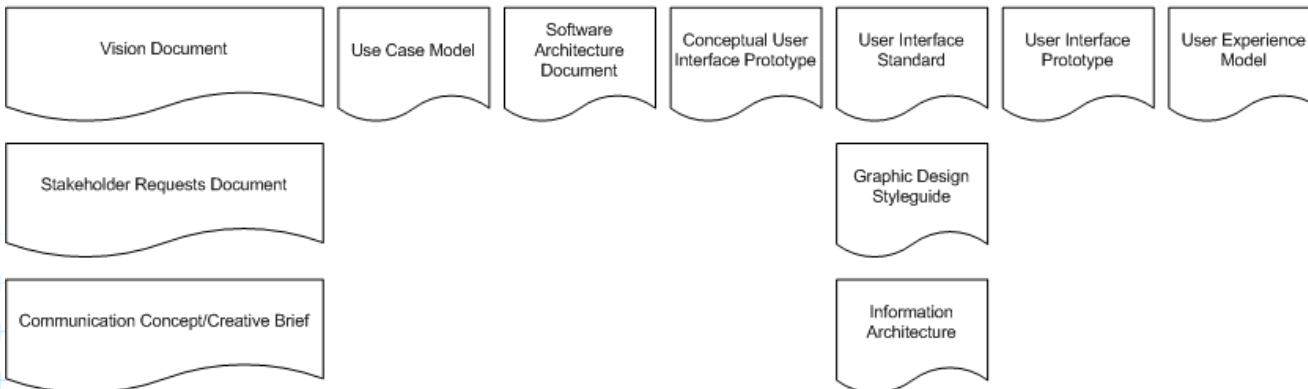 Vision Document
Use Case Model
Software
Architecture
Document
Conceptual User
Interface Prototype
User Interface
Standard
User Interface
Prototype
User Experience
Model
Stakeholder Requests Document
Graphic Design
Styleguide
Communication Concept/Creative Brief
Information
Architecture